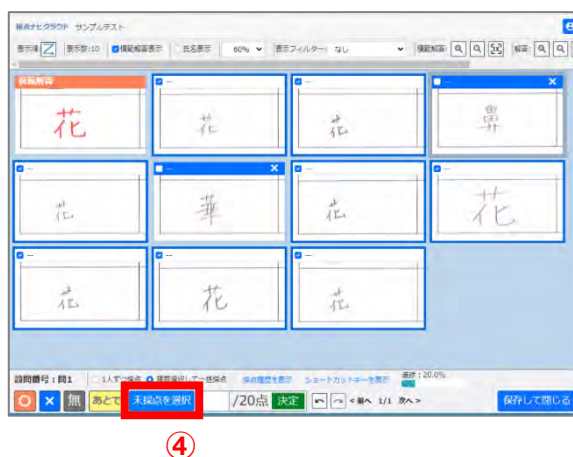 採点ナビクラウド サンプルテスト
表示順 表示数:10 模範解答表示 氏名表示 60% 表示フィルター: なし 模範解答: 解答:
模範解答
花
花
花
鼻
花
華
花
花
花
花
花
設問番号:問1 1人ずつ採点 複数選択して一括採点 採点履歴を表示 ショートカットキーを表示 進捗:20.0%
無 あとで 未採点を選択 /20点 決定 < 前へ 1/1 次へ > 保存して閉じる
④